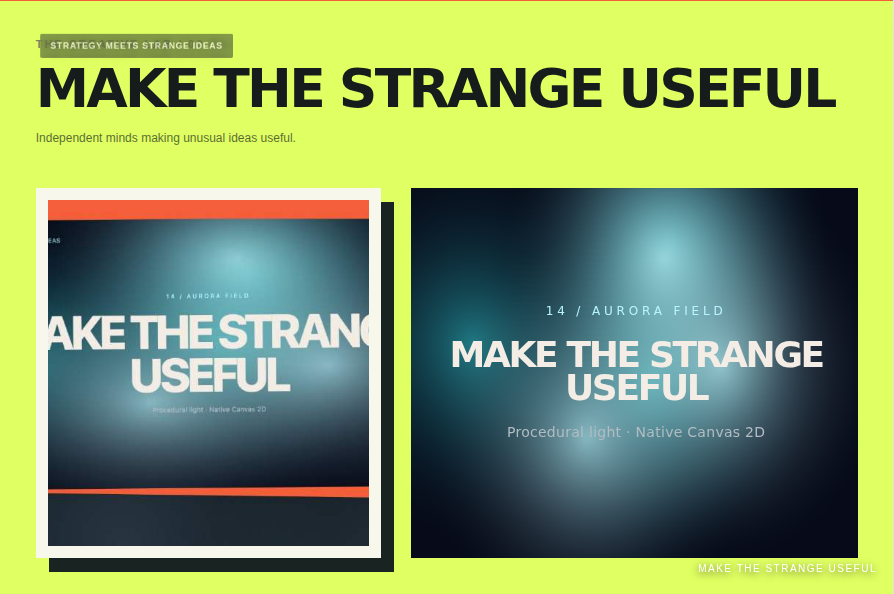 STRATEGY MEETS STRANGE IDEAS
MAKE THE STRANGE USEFUL
Independent minds making unusual ideas useful.
EAS
14 / AURORA FIELD
AKE THE STRANG
USEFUL
Procedural light · Native Canvas 2D
14 / AURORA FIELD
MAKE THE STRANGE
USEFUL
Procedural light · Native Canvas 2D
MAKE THE STRANGE USEFUL